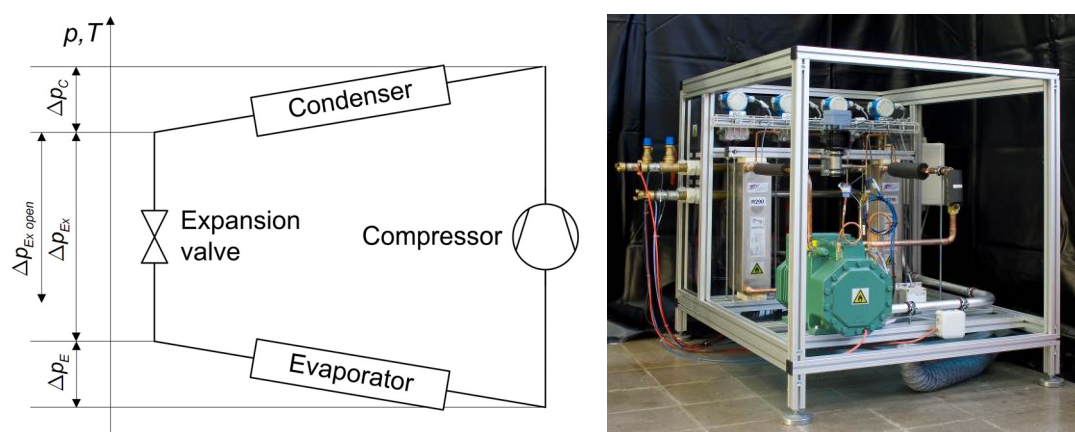 p, T
Δp_C
Condenser
Δp_Ex open
Δp_Ex
Expansion
valve
Compressor
Δp_E
Evaporator
R290